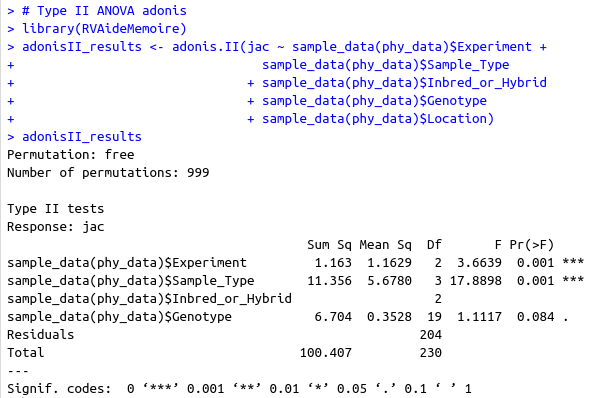 > # Type II ANOVA adonis
> library(RVAideMemoire)
> adonisII_results <- adonis.II(jac ~ sample_data(phy_data)$Experiment +
+                                 sample_data(phy_data)$Sample_Type
+                               + sample_data(phy_data)$Inbred_or_Hybrid
+                               + sample_data(phy_data)$Genotype
+                               + sample_data(phy_data)$Location)
> adonisII_results
Permutation: free
Number of permutations: 999

Type II tests
Response: jac
                                        Sum Sq Mean Sq  Df       F Pr(>F)
sample_data(phy_data)$Experiment         1.163  1.1629   2  3.6639  0.001 ***
sample_data(phy_data)$Sample_Type       11.356  5.6780   3 17.8898  0.001 ***
sample_data(phy_data)$Inbred_or_Hybrid                   2
sample_data(phy_data)$Genotype           6.704  0.3528  19  1.1117  0.084 .
Residuals                                              204
Total                                  100.407         230
---
Signif. codes:  0 ‘***’ 0.001 ‘**’ 0.01 ‘*’ 0.05 ‘.’ 0.1 ‘ ’ 1